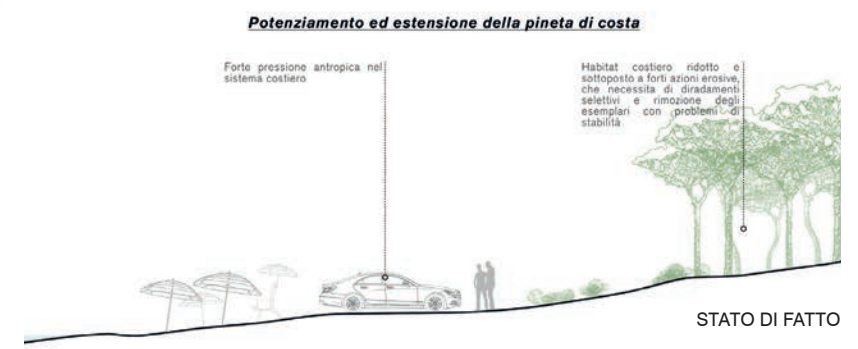 Potenziamento ed estensione della pineta di costa
Forte pressione antropica nel
sistema costiero
Habitat costiero ridotto e
sottoposto a forti azioni erosive,
che necessita di diradamenti
selettivi e rimozione degli
esemplari con problemi di
stabilità
STATO DI FATTO